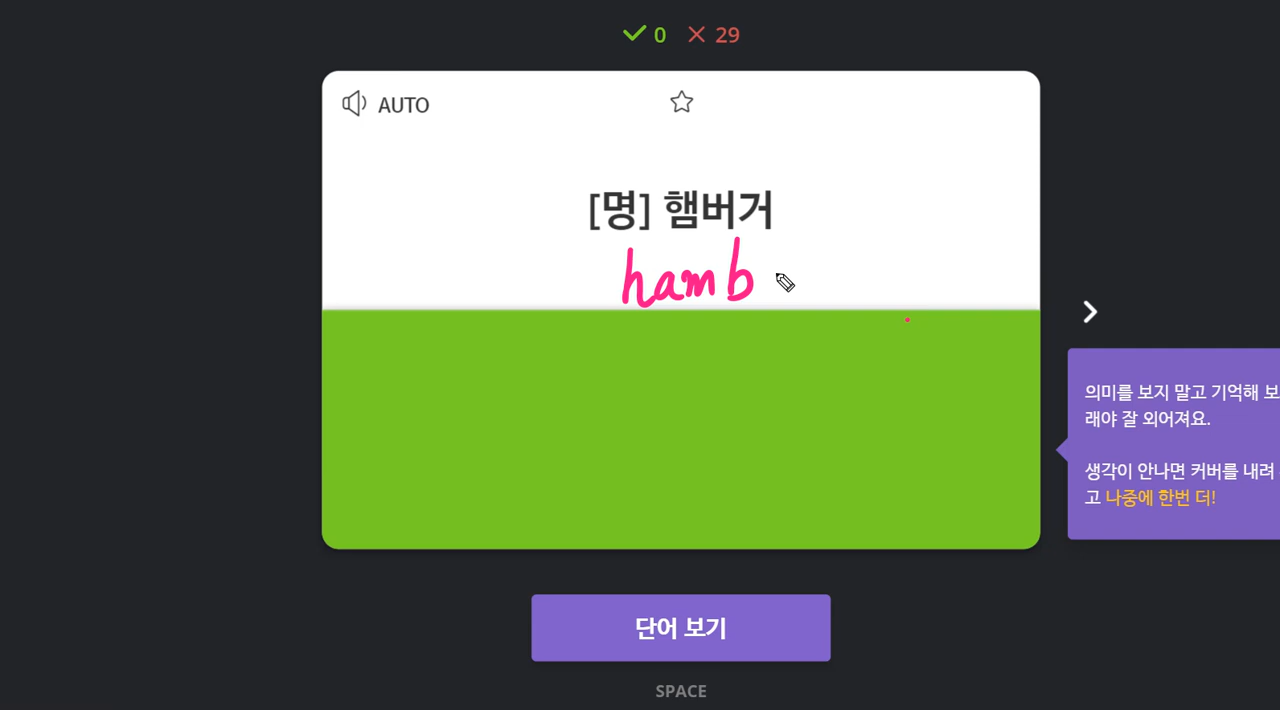 0 29
AUTO
[명] 햄버거
hamb
의미를 보지 말고 기억해 보
래야 잘 외어져요.
생각이 안나면 커버를 내려
고 나중에 한번 더!
단어 보기
SPACE